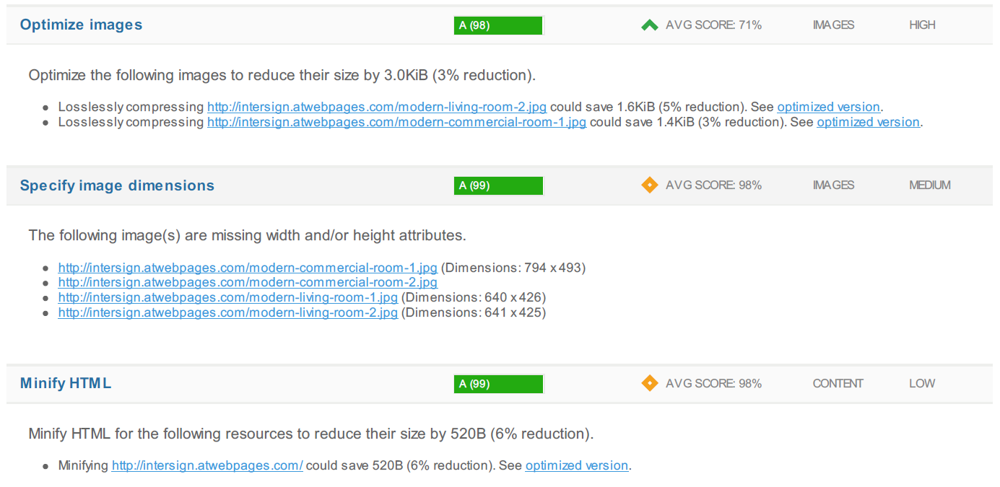 Optimize images A (98) AVG SCORE: 71% IMAGES HIGH
Optimize the following images to reduce their size by 3.0KiB (3% reduction).
• Losslessly compressing http://intersign.atwebpages.com/modern-living-room-2.jpg could save 1.6KiB (5% reduction). See optimized version.
• Losslessly compressing http://intersign.atwebpages.com/modern-commercial-room-1.jpg could save 1.4KiB (3% reduction). See optimized version.
Specify image dimensions A (99) AVG SCORE: 98% IMAGES MEDIUM
The following image(s) are missing width and/or height attributes.
• http://intersign.atwebpages.com/modern-commercial-room-1.jpg (Dimensions: 794 x 493)
• http://intersign.atwebpages.com/modern-commercial-room-2.jpg
• http://intersign.atwebpages.com/modern-living-room-1.jpg (Dimensions: 640 x 426)
• http://intersign.atwebpages.com/modern-living-room-2.jpg (Dimensions: 641 x 425)
Minify HTML A (99) AVG SCORE: 98% CONTENT LOW
Minify HTML for the following resources to reduce their size by 520B (6% reduction).
• Minifying http://intersign.atwebpages.com/ could save 520B (6% reduction). See optimized version.